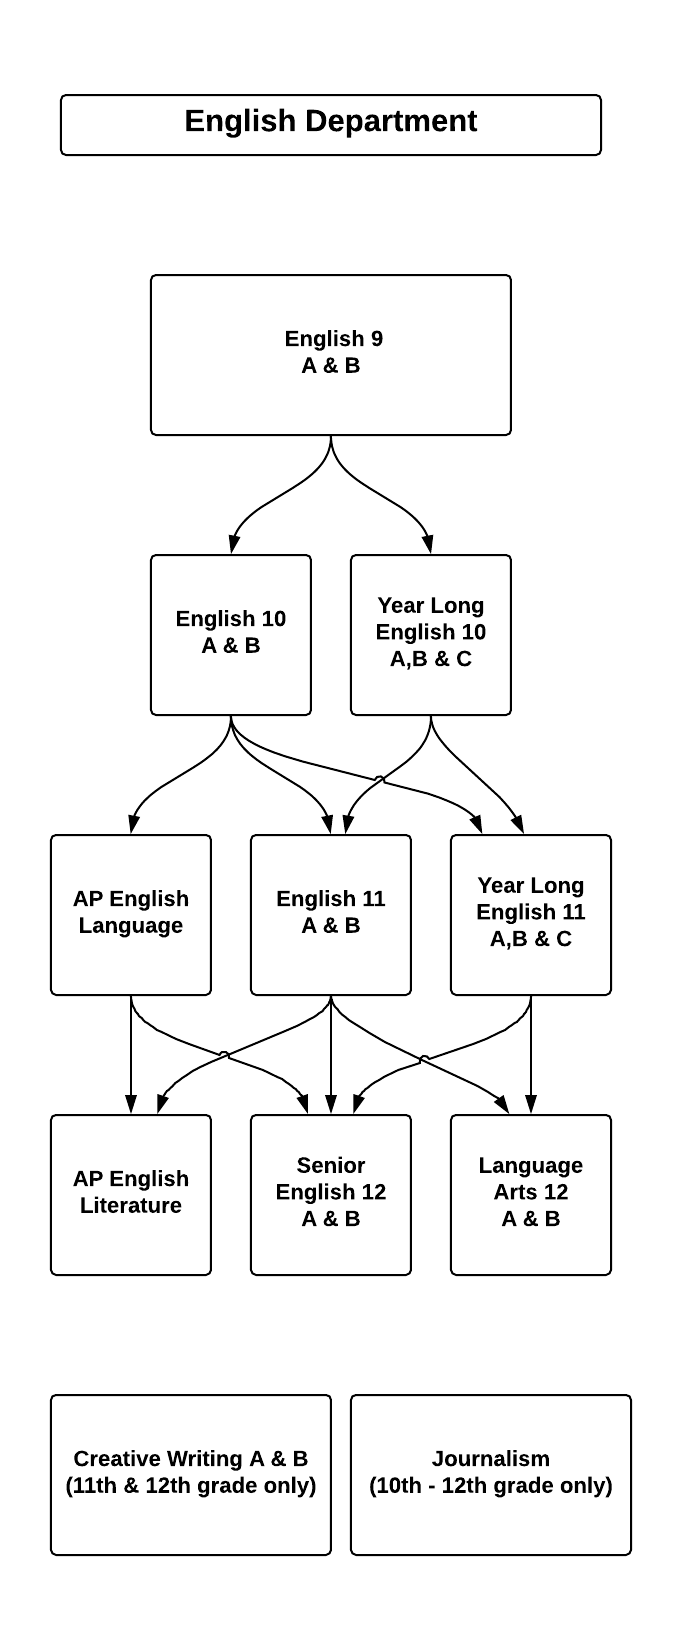 English Department
English 9
A & B
English 10
A & B
Year Long
English 10
A,B & C
AP English
Language
English 11
A & B
Year Long
English 11
A,B & C
AP English
Literature
Senior
English 12
A & B
Language
Arts 12
A & B
Creative Writing A & B
(11th & 12th grade only)
Journalism
(10th - 12th grade only)